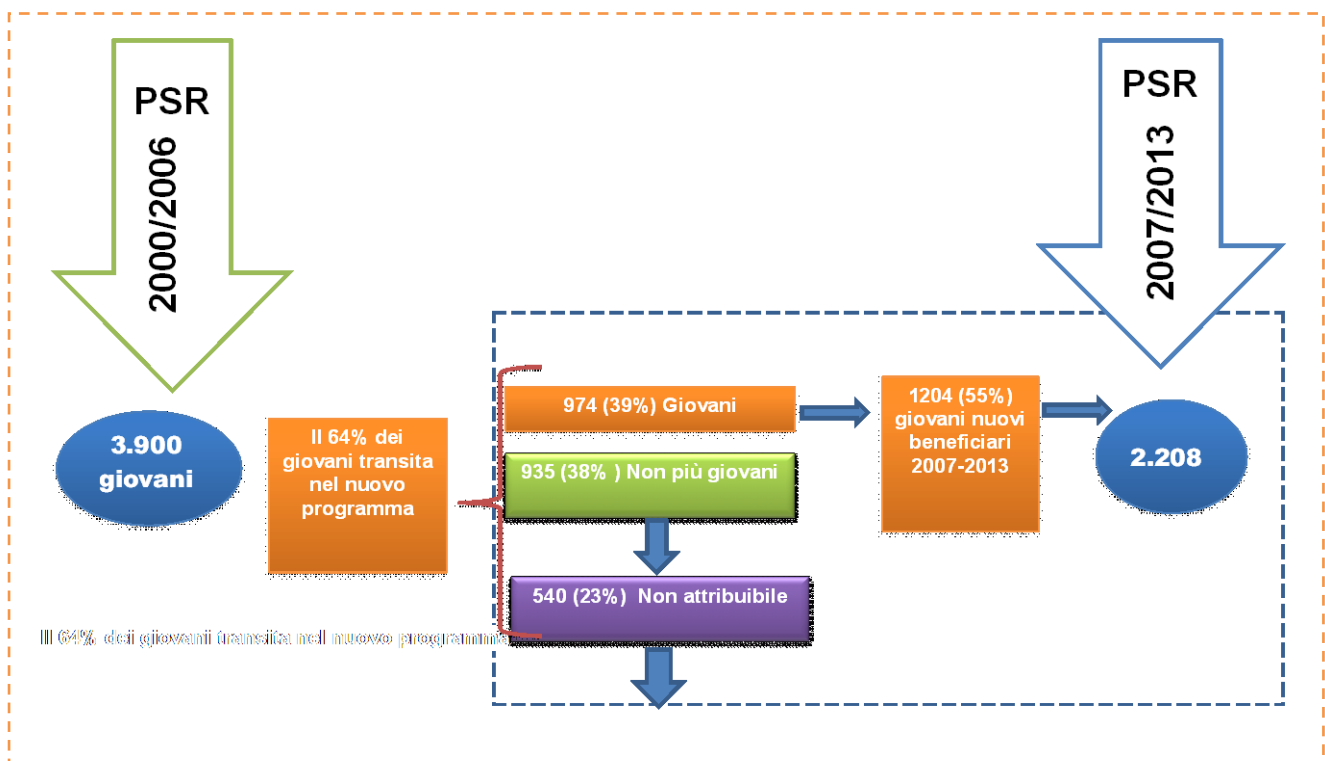 PSR
2000/2006
PSR
2007/2013
3.900
giovani
Il 64% dei
giovani transita
nel nuovo
programma
974 (39%) Giovani
935 (38% ) Non più giovani
540 (23%) Non attribuibile
1204 (55%)
giovani nuovi
beneficiari
2007-2013
2.208
Il 64% dei giovani transita nel nuovo programma